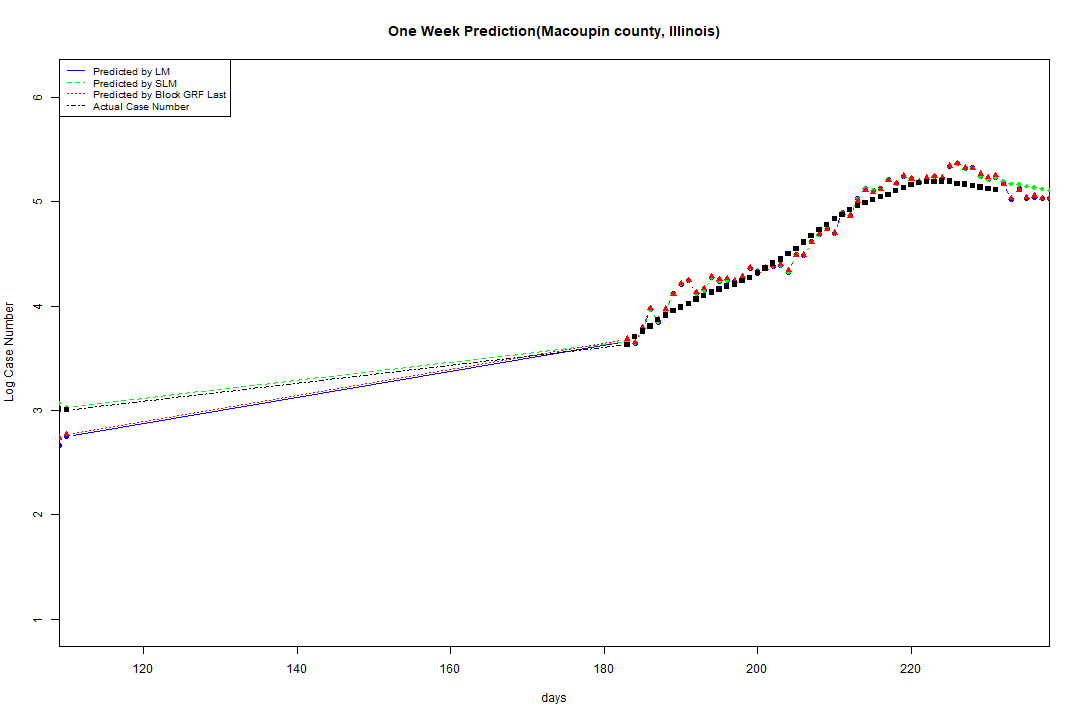 One Week Prediction(Macoupin county, Illinois)
Predicted by LM
Predicted by SLM
Predicted by Block GRF Last
Actual Case Number
6
5
4
3
2
1
Log Case Number
120 140 160 180 200 220
days